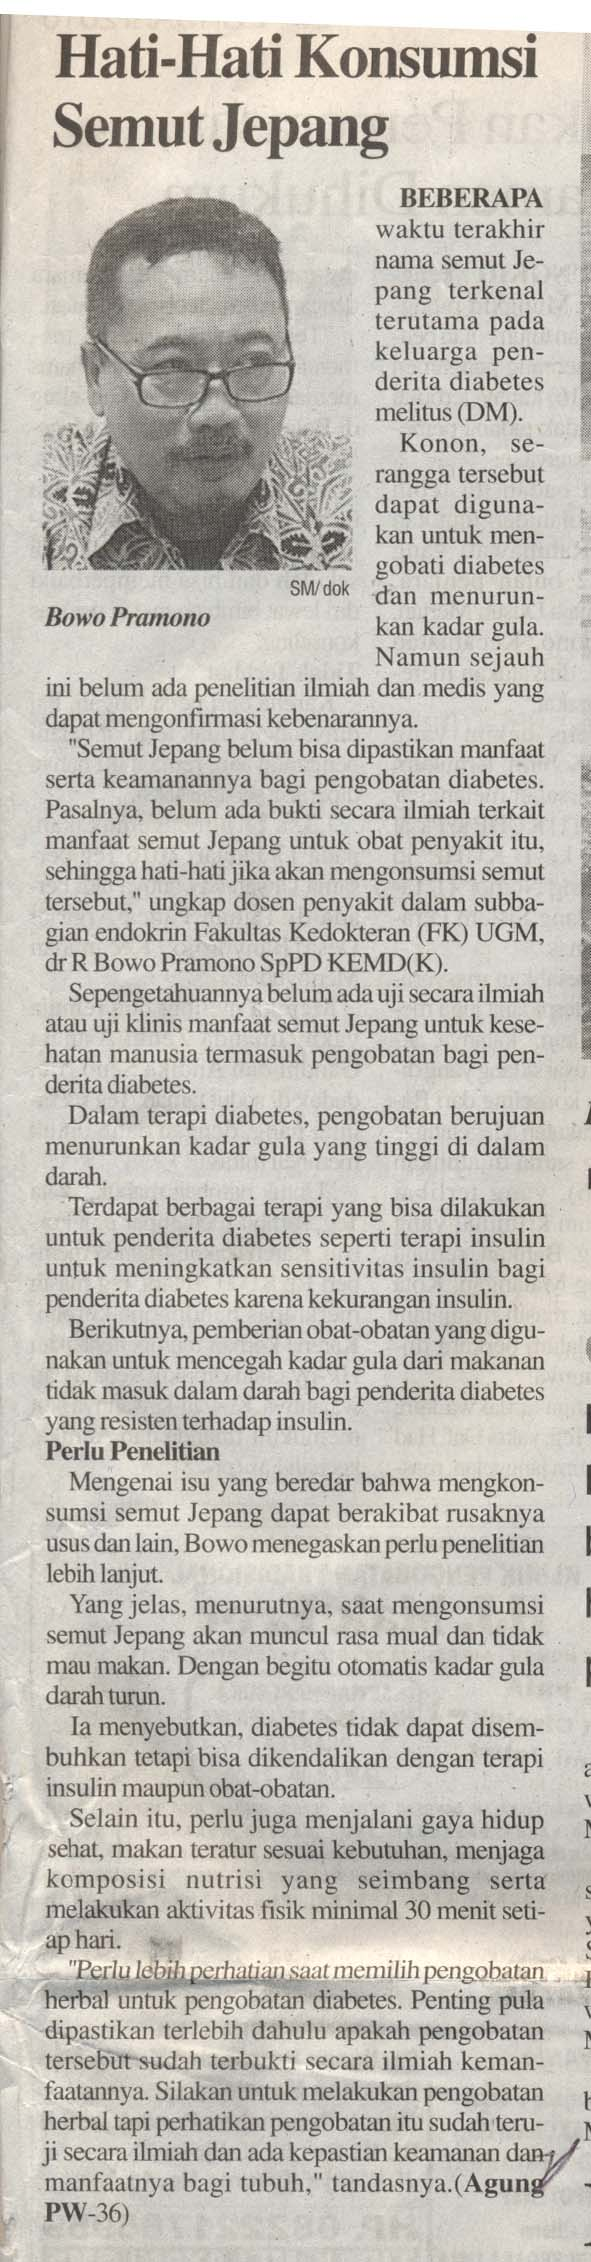 Hati-Hati Konsumsi
Semut Jepang
BEBERAPA
waktu terakhir
nama semut Je-
pang terkenal
terutama pada
keluarga pen-
derita diabetes
melitus (DM).
Konon, se-
rangga tersebut
dapat diguna-
kan untuk men-
gobati diabetes
dan menurun-
kan kadar gula.
Namun sejauh
SM/dok
Bowo Pramono
ini belum ada penelitian ilmiah dan medis yang
dapat mengonfirmasi kebenarannya.
"Semut Jepang belum bisa dipastikan manfaat
serta keamanannya bagi pengobatan diabetes.
Pasalnya, belum ada bukti secara ilmiah terkait
manfaat semut Jepang untuk obat penyakit itu,
sehingga hati-hati jika akan mengonsumsi semut
tersebut," ungkap dosen penyakit dalam subba-
gian endokrin Fakultas Kedokteran (FK) UGM,
dr R Bowo Pramono SpPD KEMD(K).
Sepengetahuannya belum ada uji secara ilmiah
atau uji klinis manfaat semut Jepang untuk kese-
hatan manusia termasuk pengobatan bagi pen-
derita diabetes.
Dalam terapi diabetes, pengobatan berujuan
menurunkan kadar gula yang tinggi di dalam
darah.
Terdapat berbagai terapi yang bisa dilakukan
untuk penderita diabetes seperti terapi insulin
untuk meningkatkan sensitivitas insulin bagi
penderita diabetes karena kekurangan insulin.
Berikutnya, pemberian obat-obatan yang digu-
nakan untuk mencegah kadar gula dari makanan
tidak masuk dalam darah bagi penderita diabetes
yang resisten terhadap insulin.
Perlu Penelitian
Mengenai isu yang beredar bahwa mengkon-
sumsi semut Jepang dapat berakibat rusaknya
usus dan lain, Bowo menegaskan perlu penelitian
lebih lanjut.
Yang jelas, menurutnya, saat mengonsumsi
semut Jepang akan muncul rasa mual dan tidak
mau makan. Dengan begitu otomatis kadar gula
darah turun.
Ia menyebutkan, diabetes tidak dapat disem-
buhkan tetapi bisa dikendalikan dengan terapi
insulin maupun obat-obatan.
Selain itu, perlu juga menjalani gaya hidup
sehat, makan teratur sesuai kebutuhan, menjaga
komposisi nutrisi yang seimbang serta
melakukan aktivitas fisik minimal 30 menit seti-
ap hari.
"Perlu lebih perhatian saat memilih pengobatan
herbal untuk pengobatan diabetes. Penting pula
dipastikan terlebih dahulu apakah pengobatan
tersebut sudah terbukti secara ilmiah keman-
faatannya. Silakan untuk melakukan pengobatan
herbal tapi perhatikan pengobatan itu sudah teru-
ji secara ilmiah dan ada kepastian keamanan dan
manfaatnya bagi tubuh," tandasnya.(Agung
PW-36)